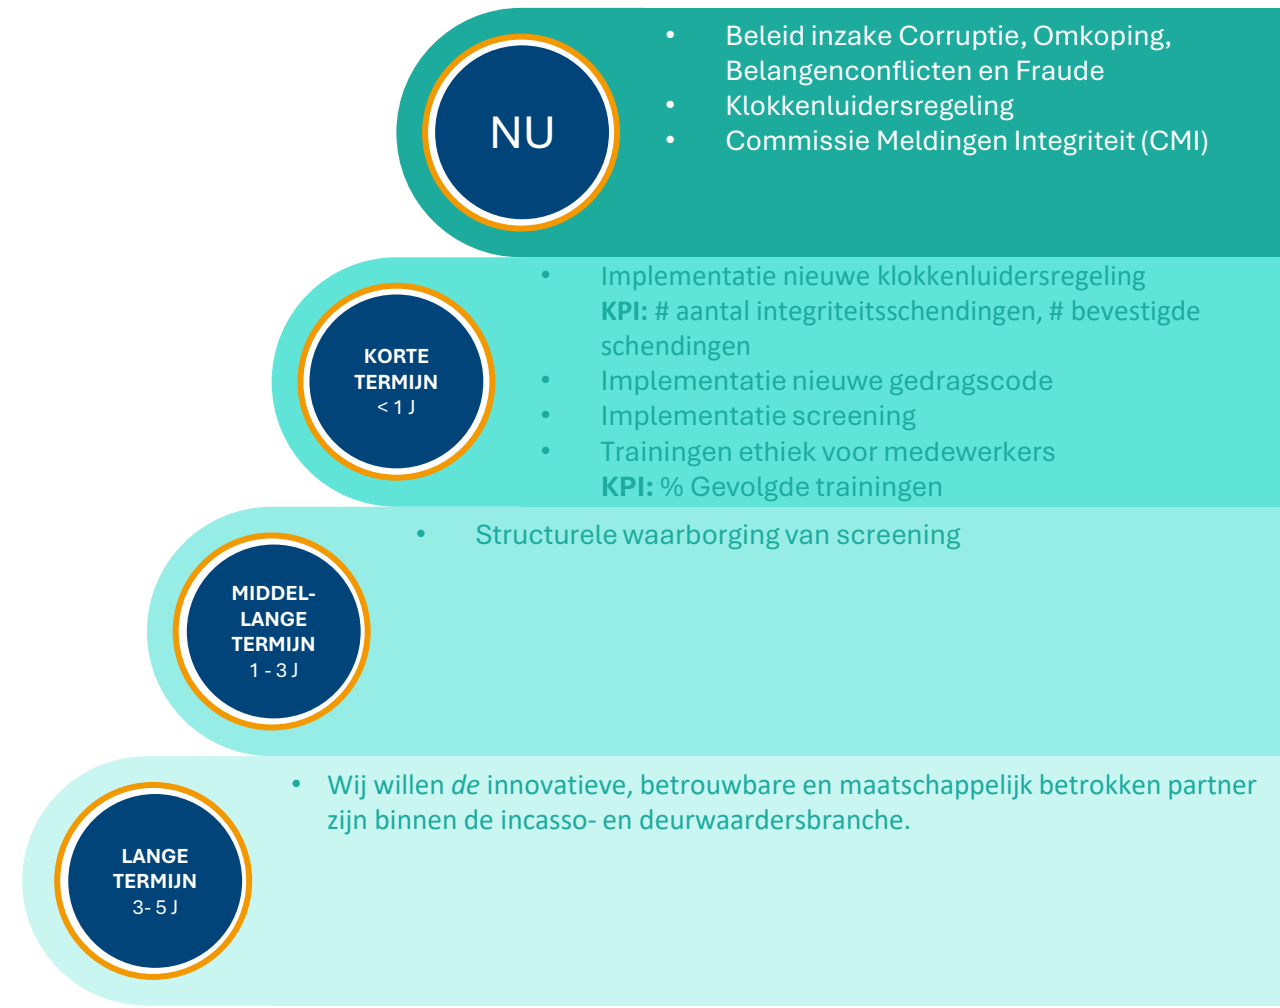 NU
• Beleid inzake Corruptie, Omkoping,
Belangenconflicten en Fraude
• Klokkenluidersregeling
• Commissie Meldingen Integriteit (CMI)
KORTE
TERMIJN
< 1 J
• Implementatie nieuwe klokkenluidersregeling
KPI: # aantal integriteitsschendingen, # bevestigde
schendingen
• Implementatie nieuwe gedragscode
• Implementatie screening
• Trainingen ethiek voor medewerkers
KPI: % Gevolgde trainingen
MIDDEL-
LANGE
TERMIJN
1 - 3 J
• Structurele waarborging van screening
LANGE
TERMIJN
3- 5 J
• Wij willen de innovatieve, betrouwbare en maatschappelijk betrokken partner
zijn binnen de incasso- en deurwaardersbranche.